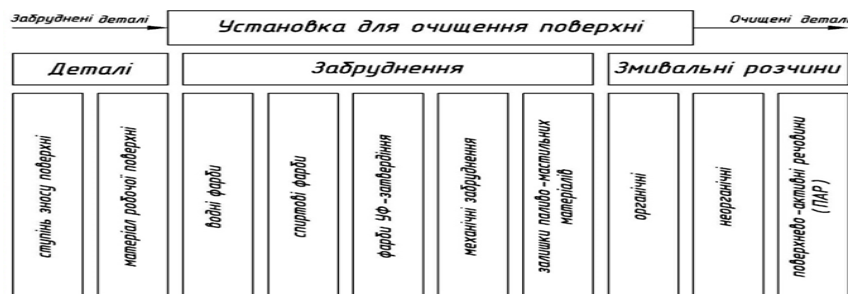 Забруднені деталі
Установка для очищення поверхні
Очищені деталі
Деталі
Забруднення
Змивальні розчини
ступінь зносу поверхні
матеріал робочої поверхні
водні фарби
спиртові фарби
фарби УФ-затвердіння
механічні забруднення
залишки паливо-мастильних
матеріалів
органічні
неорганічні
поверхнево-активні речовини
(ПАР)